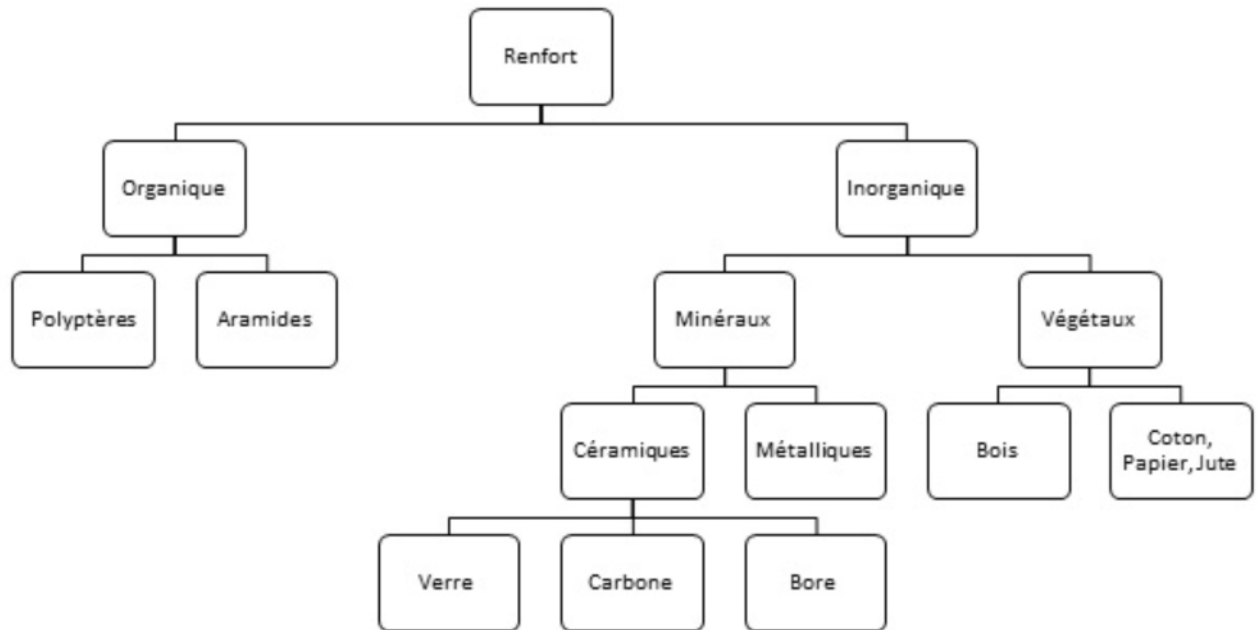 Renfort
Organique
Inorganique
Polyptères
Aramides
Minéraux
Végétaux
Céramiques
Métalliques
Bois
Coton,
Papier, Jute
Verre
Carbone
Bore